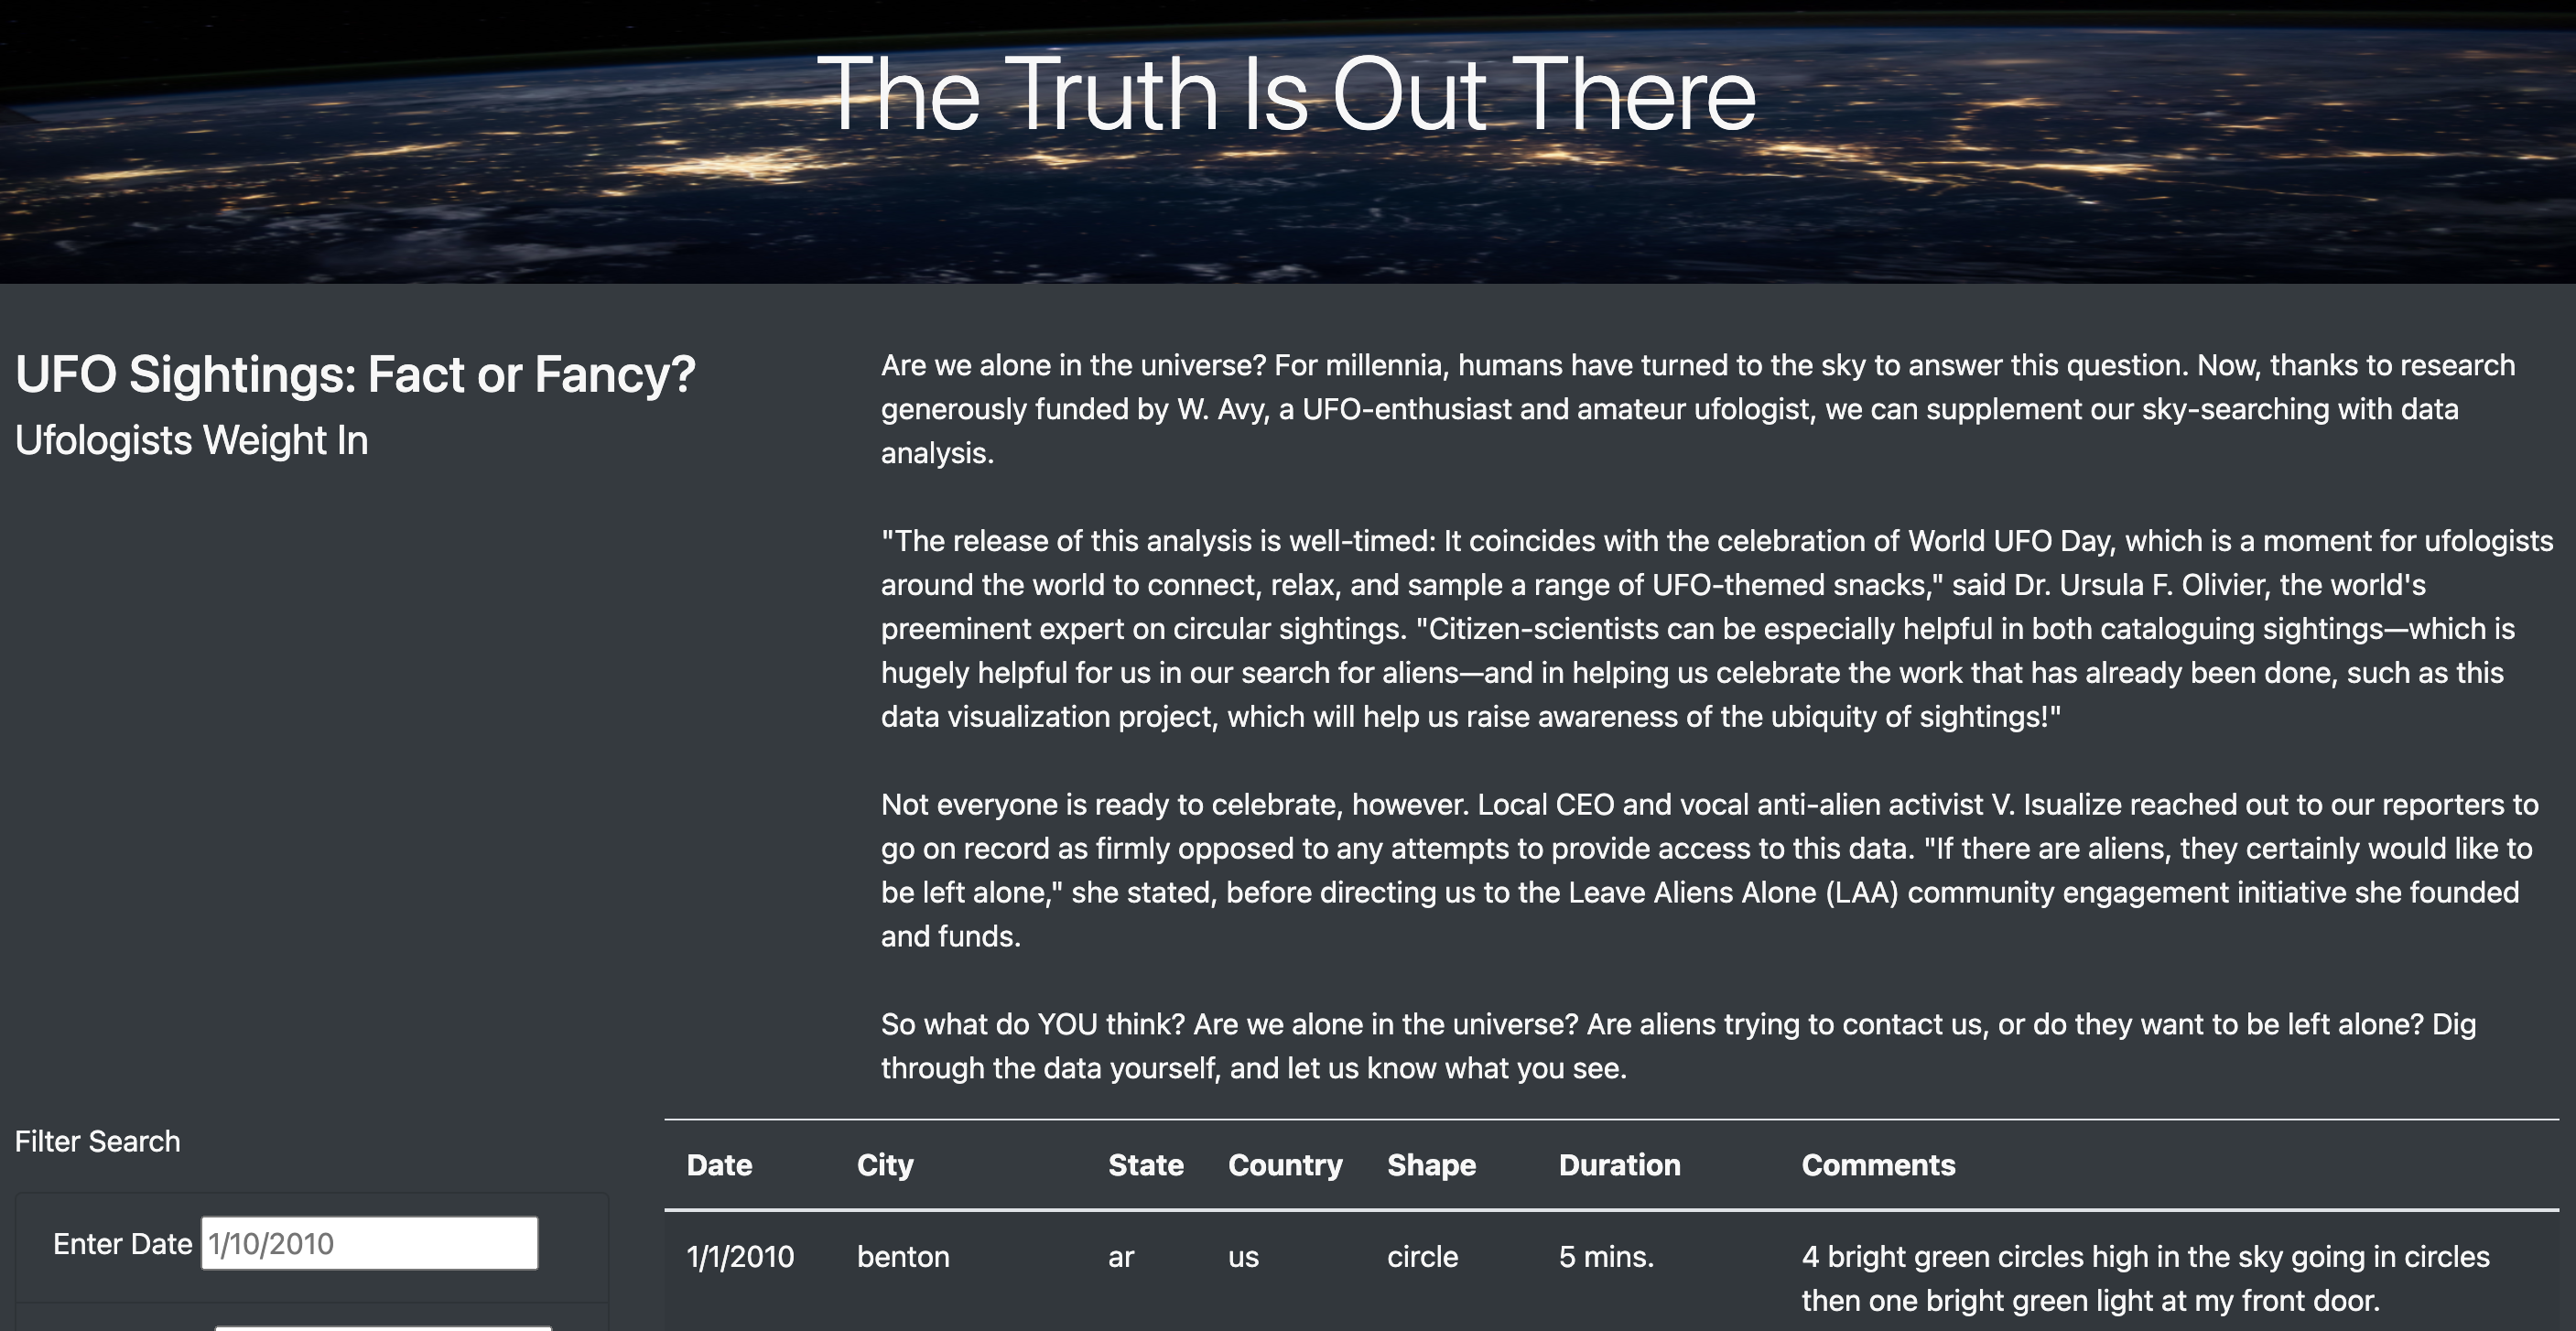 The Truth Is Out There
UFO Sightings: Fact or Fancy?
Ufologists Weight In
Are we alone in the universe? For millennia, humans have turned to the sky to answer this question. Now, thanks to research
generously funded by W. Avy, a UFO-enthusiast and amateur ufologist, we can supplement our sky-searching with data
analysis.
"The release of this analysis is well-timed: It coincides with the celebration of World UFO Day, which is a moment for ufologists
around the world to connect, relax, and sample a range of UFO-themed snacks," said Dr. Ursula F. Olivier, the world's
preeminent expert on circular sightings. "Citizen-scientists can be especially helpful in both cataloguing sightings—which is
hugely helpful for us in our search for aliens—and in helping us celebrate the work that has already been done, such as this
data visualization project, which will help us raise awareness of the ubiquity of sightings!"
Not everyone is ready to celebrate, however. Local CEO and vocal anti-alien activist V. Isualize reached out to our reporters to
go on record as firmly opposed to any attempts to provide access to this data. "If there are aliens, they certainly would like to
be left alone," she stated, before directing us to the Leave Aliens Alone (LAA) community engagement initiative she founded
and funds.
So what do YOU think? Are we alone in the universe? Are aliens trying to contact us, or do they want to be left alone? Dig
through the data yourself, and let us know what you see.
Filter Search
Enter Date 1/10/2010
Date City State Country Shape Duration Comments
1/1/2010 benton ar us circle 5 mins. 4 bright green circles high in the sky going in circles
then one bright green light at my front door.